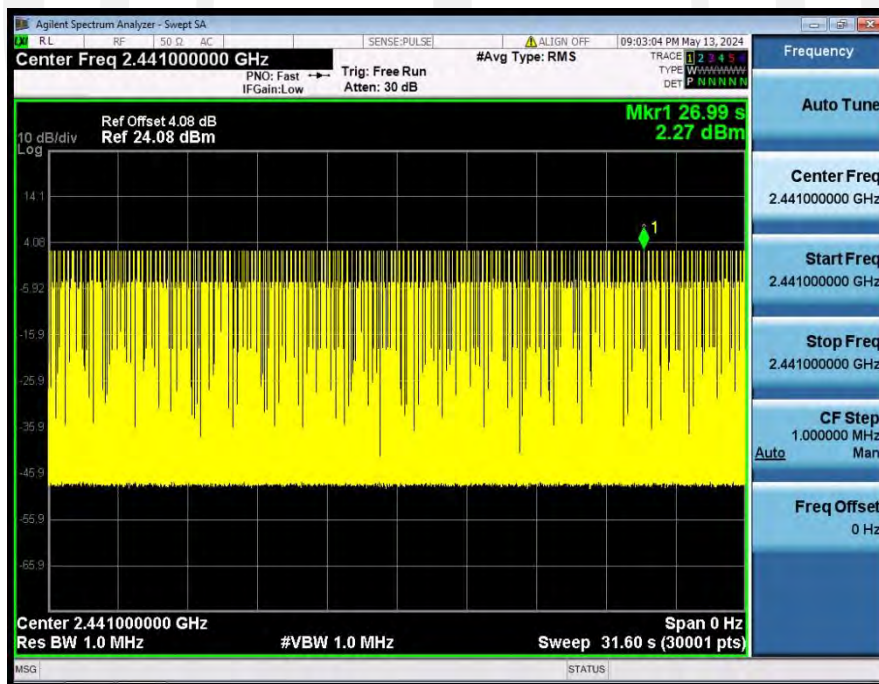 Agilent Spectrum Analyzer - Swept SA
LXI RL RF 50 Ω AC SENSE:PULSE ALIGN OFF 09:03:04 PM May 13, 2024
Center Freq 2.441000000 GHz #Avg Type: RMS TRACE 1 2 3 4 5 6
PNO: Fast Trig: Free Run TYPE WWWWWW
IFGain:Low Atten: 30 dB DET P N N N N N
Mkr1 26.99 s
2.27 dBm
Ref Offset 4.08 dB
10 dB/div Ref 24.08 dBm
Log
14.1
4.08
-5.92
-15.9
-25.9
-35.9
-45.9
-55.9
-65.9
1
Center 2.441000000 GHz Span 0 Hz
Res BW 1.0 MHz #VBW 1.0 MHz Sweep 31.60 s (30001 pts)
MSG STATUS
Frequency
Auto Tune
Center Freq
2.441000000 GHz
Start Freq
2.441000000 GHz
Stop Freq
2.441000000 GHz
CF Step
1.000000 MHz
Auto Man
Freq Offset
0 Hz